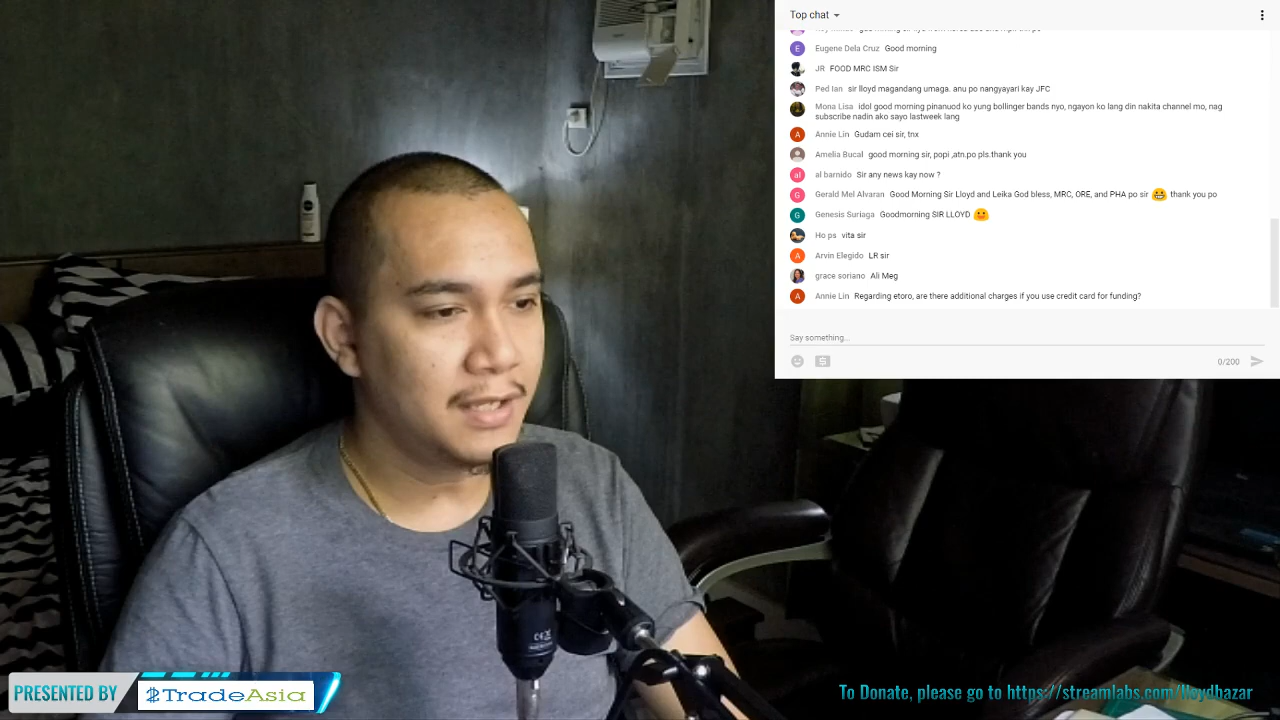 Top chat
Eugene Dela Cruz Good morning
JR FOOD MRC ISM Sir
Ped Ian sir lloyd magandang umaga. anu po nangyayari kay JFC
Mona Lisa idol good morning pinanuod ko yung bollinger bands nyo, ngayon ko lang din nakita channel mo, nag
subscribe nadin ako sayo lastweek lang
Annie Lin Gudam cei sir, tnx
Amelia Bucal good morning sir, popi ,atn.po pls.thank you
al barnido Sir any news kay now ?
Gerald Mel Alvaran Good Morning Sir Lloyd and Leika God bless, MRC, ORE, and PHA po sir 😁 thank you po
Genesis Suriaga Goodmorning SIR LLOYD 🙂
Ho ps vita sir
Arvin Elegido LR sir
grace soriano Ali Meg
Annie Lin Regarding etoro, are there additional charges if you use credit card for funding?
Say something...
0/200
PRESENTED BY
$TradeAsia
To Donate, please go to https://streamlabs.com/lloydbazar